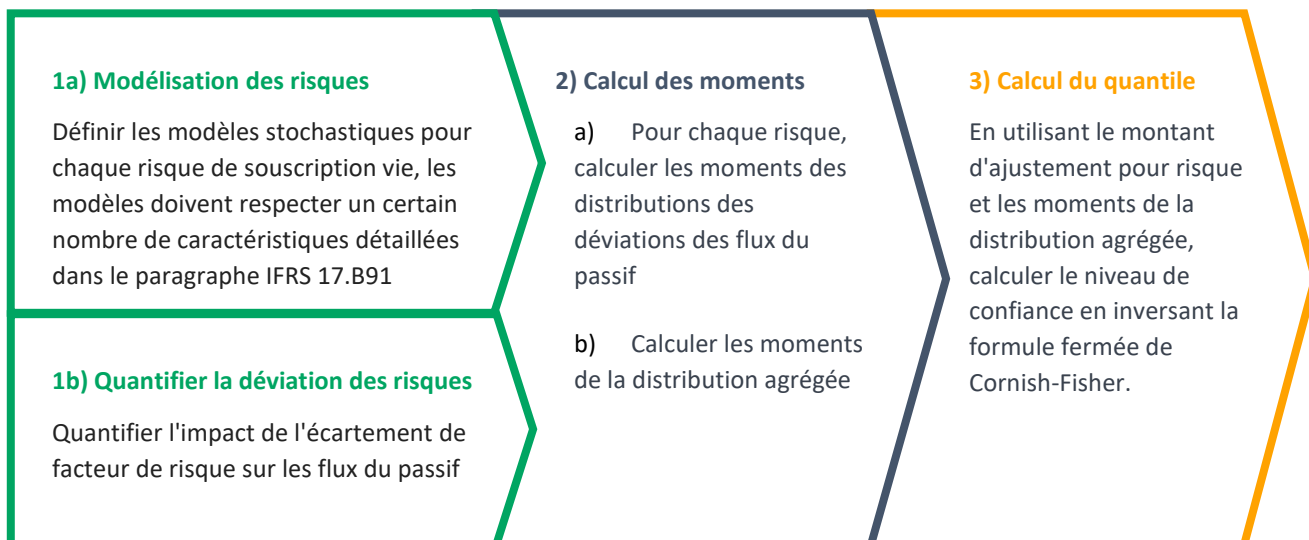 1a) Modélisation des risques
Définir les modèles stochastiques pour
chaque risque de souscription vie, les
modèles doivent respecter un certain
nombre de caractéristiques détaillées
dans le paragraphe IFRS 17.B91
1b) Quantifier la déviation des risques
Quantifier l'impact de l'écartement de
facteur de risque sur les flux du passif
2) Calcul des moments
a) Pour chaque risque,
calculer les moments des
distributions des
déviations des flux du
passif
b) Calculer les moments
de la distribution agrégée
3) Calcul du quantile
En utilisant le montant
d'ajustement pour risque
et les moments de la
distribution agrégée,
calculer le niveau de
confiance en inversant la
formule fermée de
Cornish-Fisher.